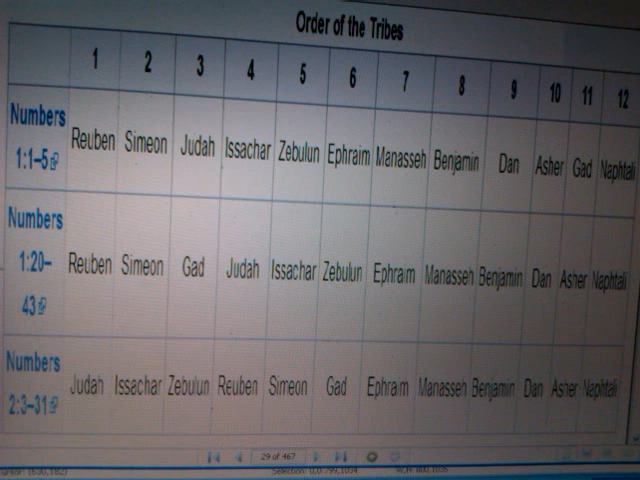 Order of the Tribes
1 2 3 4 5 6 7 8 9 10 11 12
Numbers 1:1–5 Reuben Simeon Judah Issachar Zebulun Ephraim Manasseh Benjamin Dan Asher Gad Naphtali
Numbers 1:20–43 Reuben Simeon Gad Judah Issachar Zebulun Ephraim Manasseh Benjamin Dan Asher Naphtali
Numbers 2:3–31 Judah Issachar Zebulun Reuben Simeon Gad Ephraim Manasseh Benjamin Dan Asher Naphtali
29 of 467